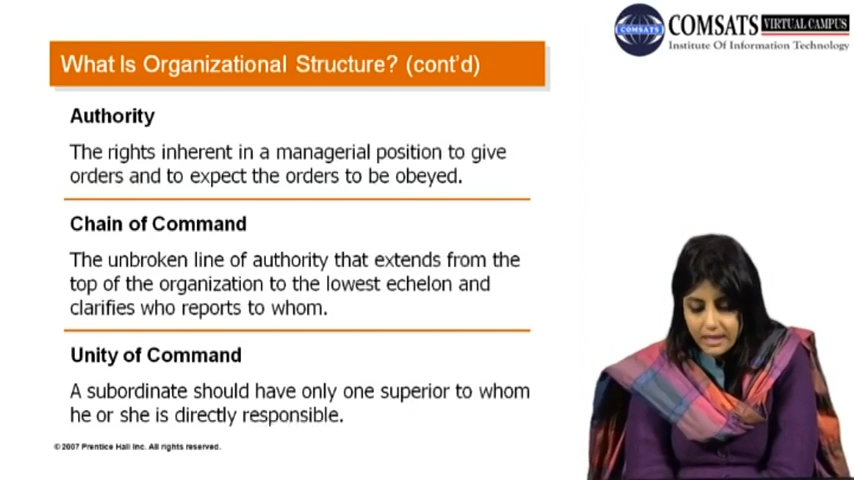 COMSATS VIRTUAL CAMPUS
COMSATS
Institute Of Information Technology
What Is Organizational Structure? (cont'd)
Authority
The rights inherent in a managerial position to give
orders and to expect the orders to be obeyed.
Chain of Command
The unbroken line of authority that extends from the
top of the organization to the lowest echelon and
clarifies who reports to whom.
Unity of Command
A subordinate should have only one superior to whom
he or she is directly responsible.
© 2007 Prentice Hall Inc. All rights reserved.